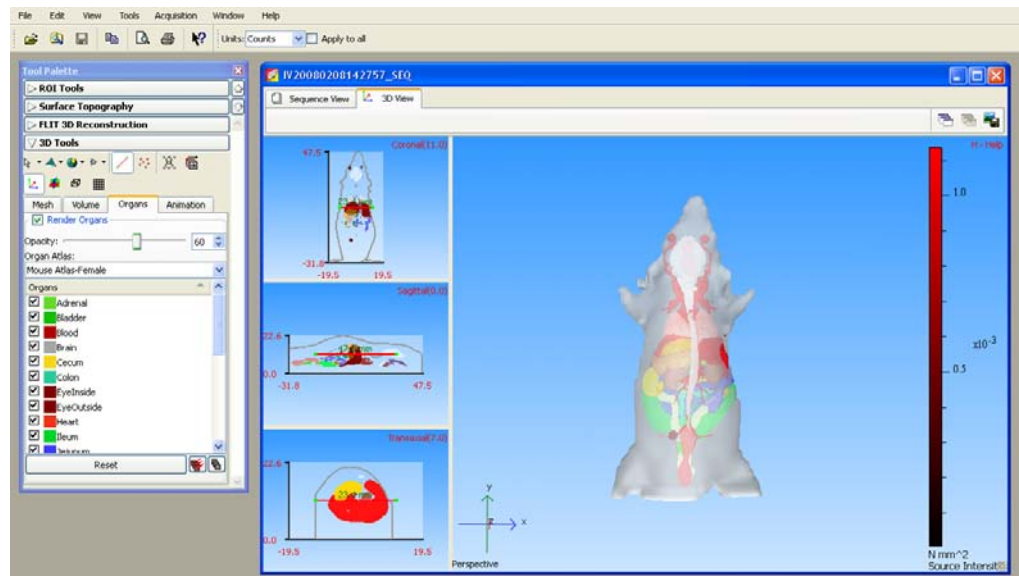 File Edit View Tools Acquisition Window Help
Units: Counts Apply to all
Tool Palette
ROI Tools
Surface Topography
FLIT 3D Reconstruction
3D Tools
Mesh Volume Organs Animation
Render Organs
Opacity: 60
Organ Atlas:
Mouse Atlas-Female
Organs
Adrenal
Bladder
Blood
Brain
Cecum
Colon
EyeInside
EyeOutside
Heart
Ileum
Jejunum
Reset
IV20080208142757_SEQ
Sequence View 3D View
Coronal(11.0)
47.5
-31.8
-19.5 19.5
Sagittal(0.0)
22.6
0.0
-31.8 47.5
Transaxial(7.0)
22.6
0.0
-19.5 19.5
H - Help
1.0
x10-3
0.5
y
z x
Perspective
N mm^2
Source Intensit